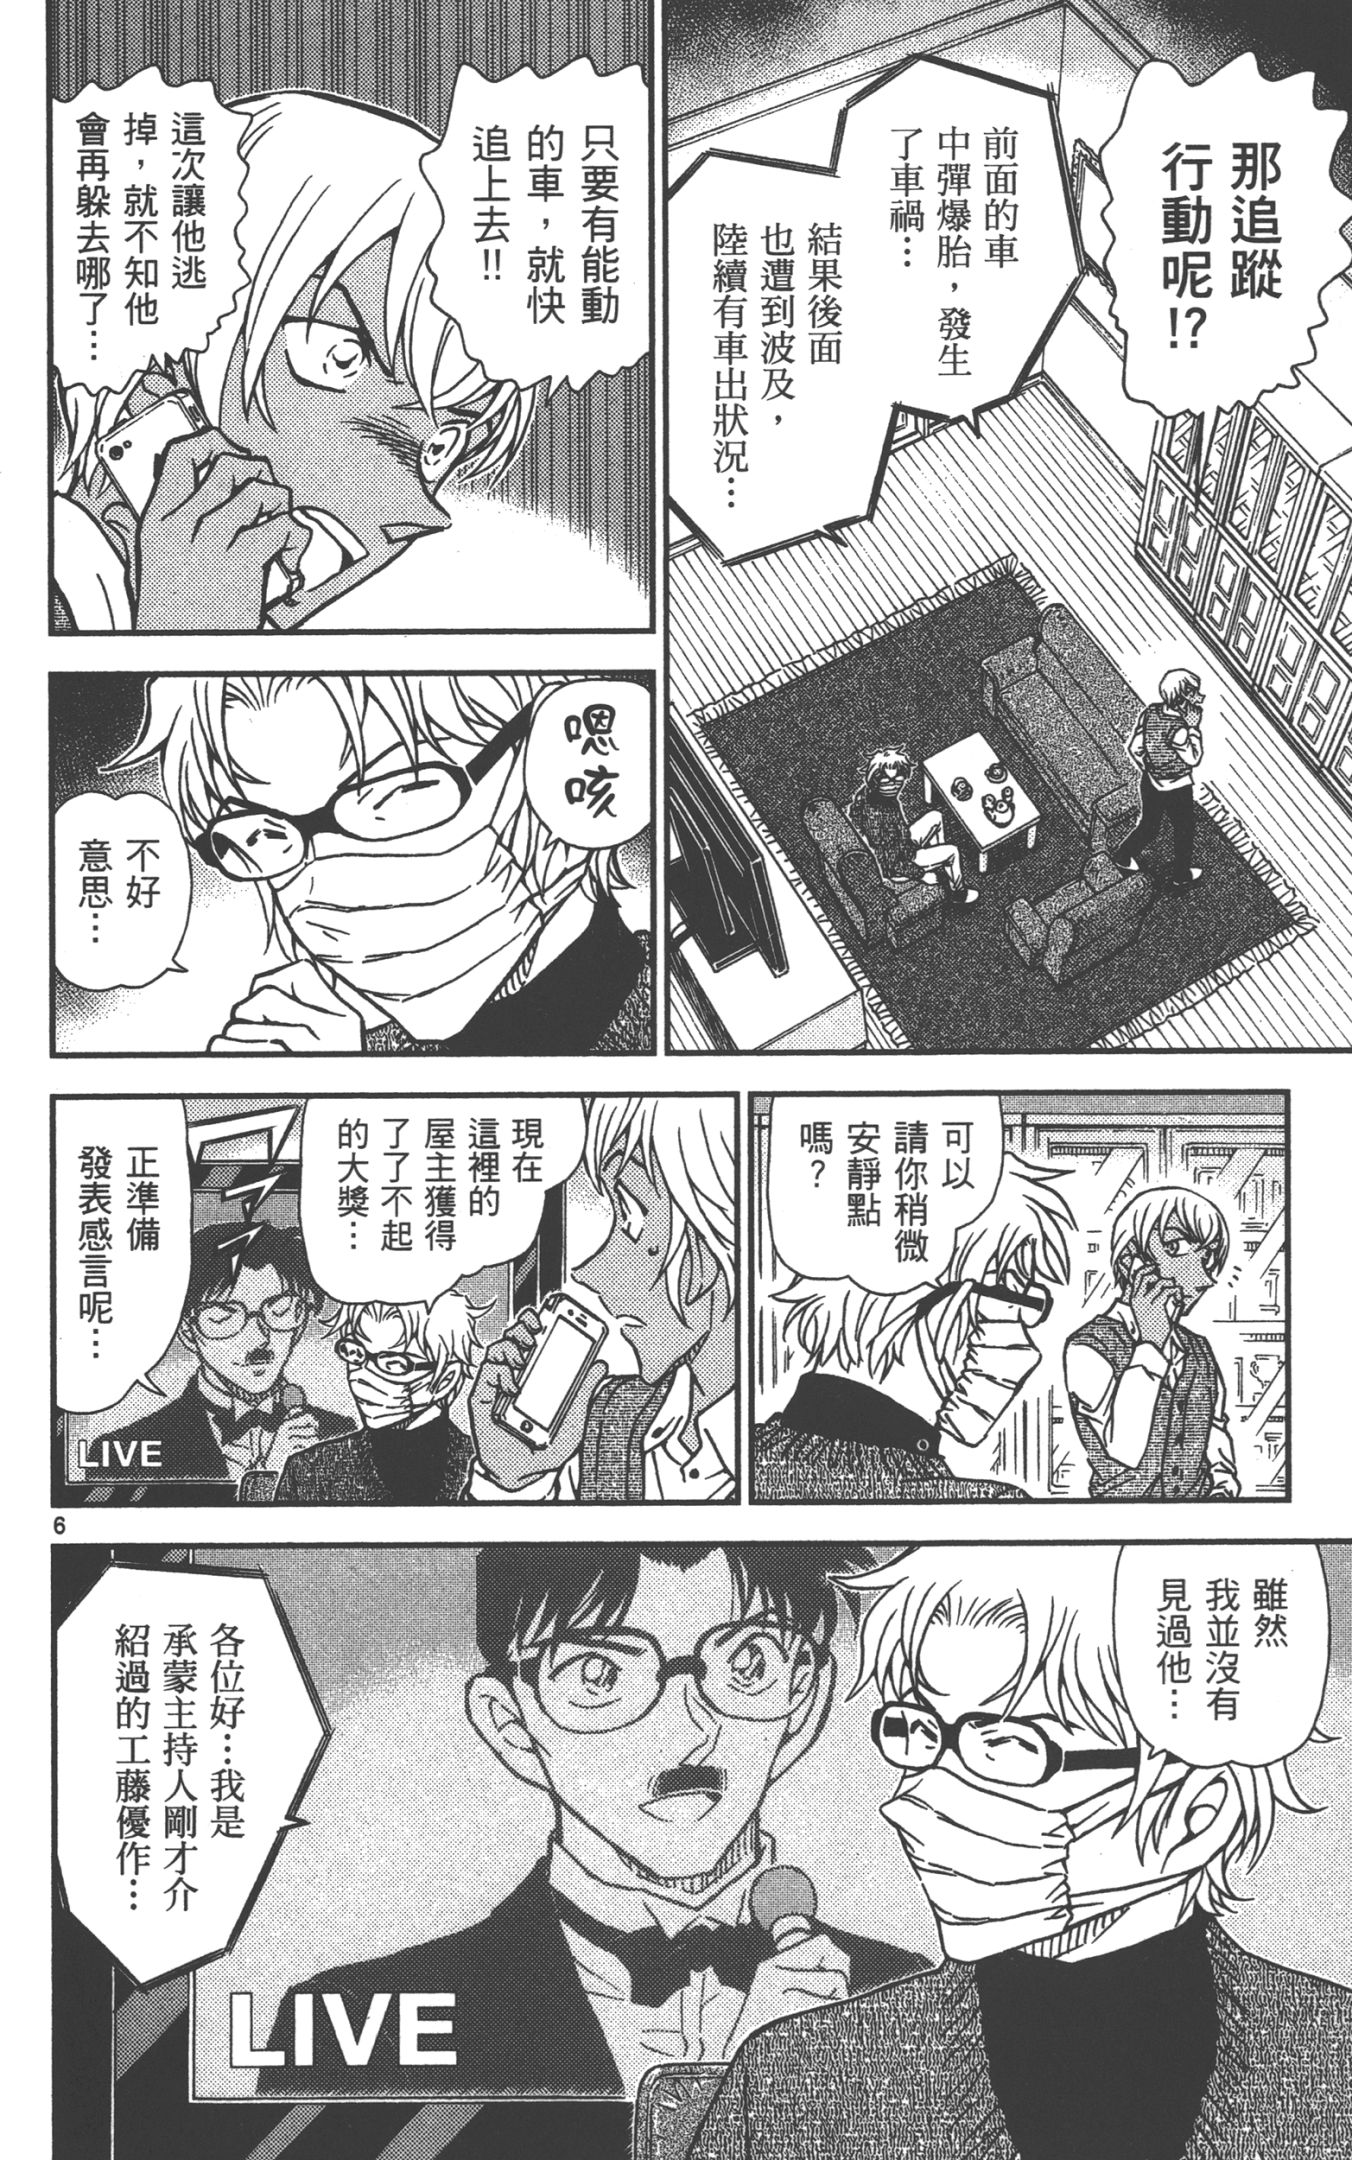 那追蹤
行動呢!?
前面的車
中彈爆胎,發生
了車禍…
結果後面
也遭到波及,
陸續有車出狀況…
只要有能動
的車,就快
追上去!!
這次讓他逃
掉,就不知他
會再躲去哪了…
嗯
咳
不好
意思…
可以
請你稍微
安靜點
嗎?
現在
這裡的
屋主獲得
了了不起
的大獎…
正準備
發表感言呢…
LIVE
6
雖然
我並沒有
見過他…
各位好…我是
承蒙主持人剛才介
紹過的工藤優作…
LIVE